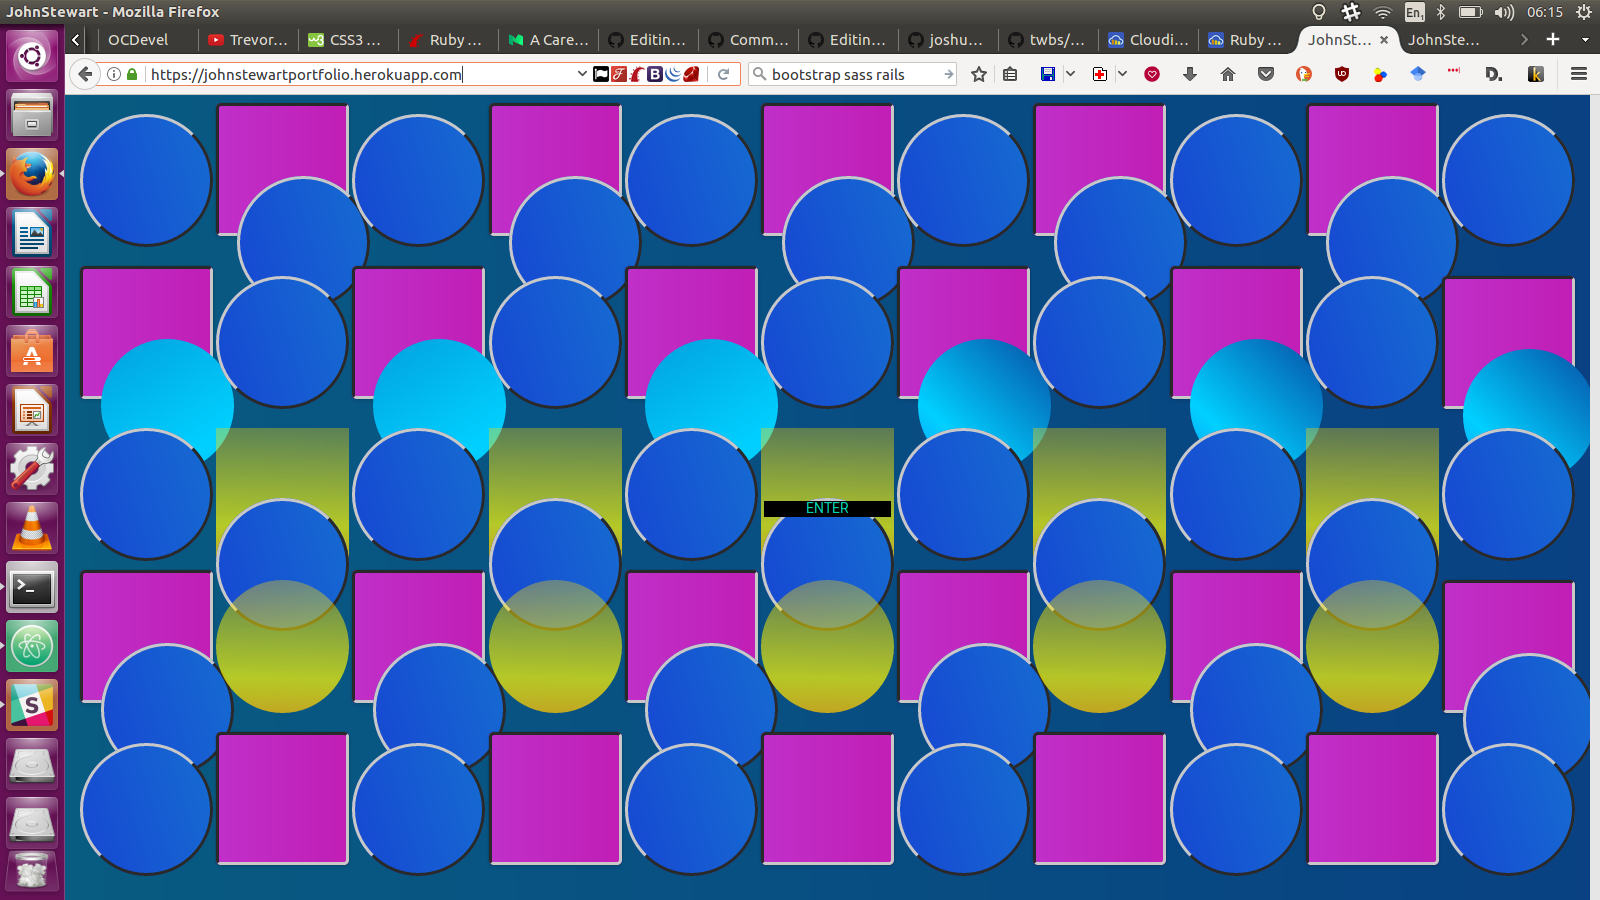 JohnStewart - Mozilla Firefox
En₁
06:15
OCDevel
Trevor...
CSS3 ...
Ruby ...
A Care...
Editin...
Comm...
Editin...
joshu...
twbs/...
Cloudi...
Ruby ...
JohnSt...
JohnSte...
https://johnstewartportfolio.herokuapp.com
bootstrap sass rails
ENTER